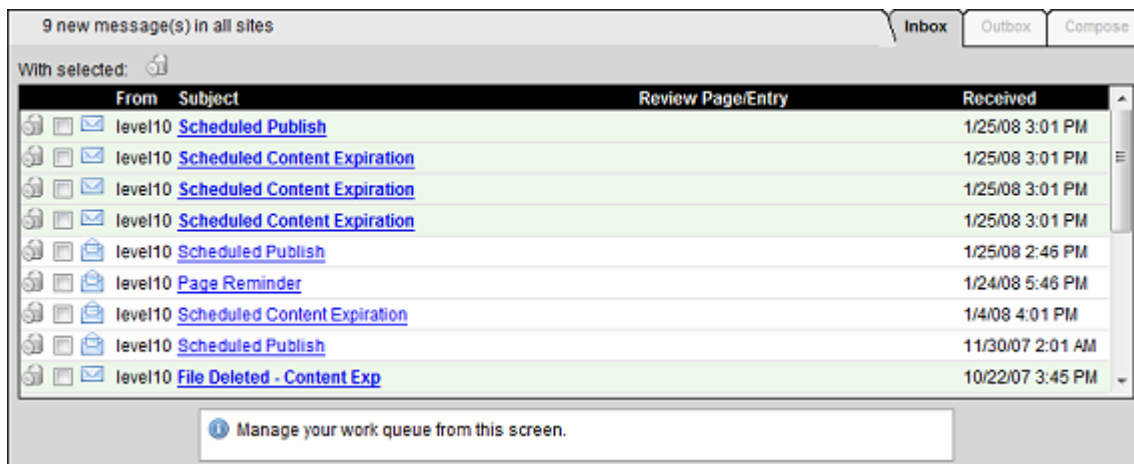 9 new message(s) in all sites Inbox Outbox Compose
With selected:
From Subject Review Page/Entry Received
level10 Scheduled Publish 1/25/08 3:01 PM
level10 Scheduled Content Expiration 1/25/08 3:01 PM
level10 Scheduled Content Expiration 1/25/08 3:01 PM
level10 Scheduled Content Expiration 1/25/08 3:01 PM
level10 Scheduled Publish 1/25/08 2:46 PM
level10 Page Reminder 1/24/08 5:46 PM
level10 Scheduled Content Expiration 1/4/08 4:01 PM
level10 Scheduled Publish 11/30/07 2:01 AM
level10 File Deleted - Content Exp 10/22/07 3:45 PM
Manage your work queue from this screen.